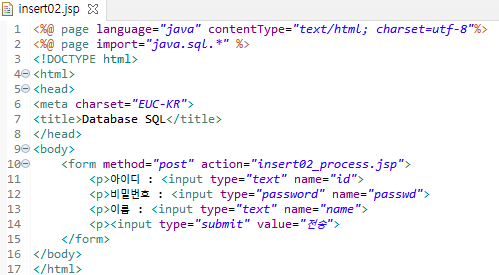 insert02.jsp
1 <%@ page language="java" contentType="text/html; charset=utf-8"%>
2 <%@ page import="java.sql.*" %>
3 <!DOCTYPE html>
4 <html>
5 <head>
6 <meta charset="EUC-KR">
7 <title>Database SQL</title>
8 </head>
9 <body>
10 <form method="post" action="insert02_process.jsp">
11 <p>아이디 : <input type="text" name="id">
12 <p>비밀번호 : <input type="password" name="passwd">
13 <p>이름 : <input type="text" name="name">
14 <p><input type="submit" value="전송">
15 </form>
16 </body>
17 </html>